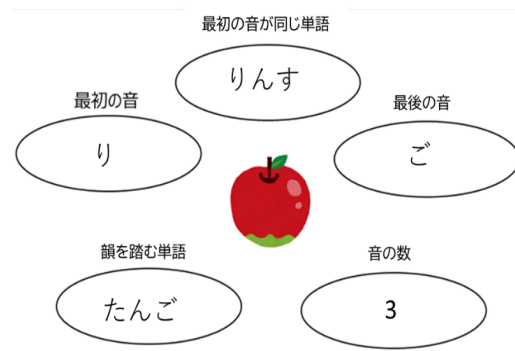 最初の音が同じ単語
りんす
最初の音
り
最後の音
ご
韻を踏む単語
たんご
音の数
3